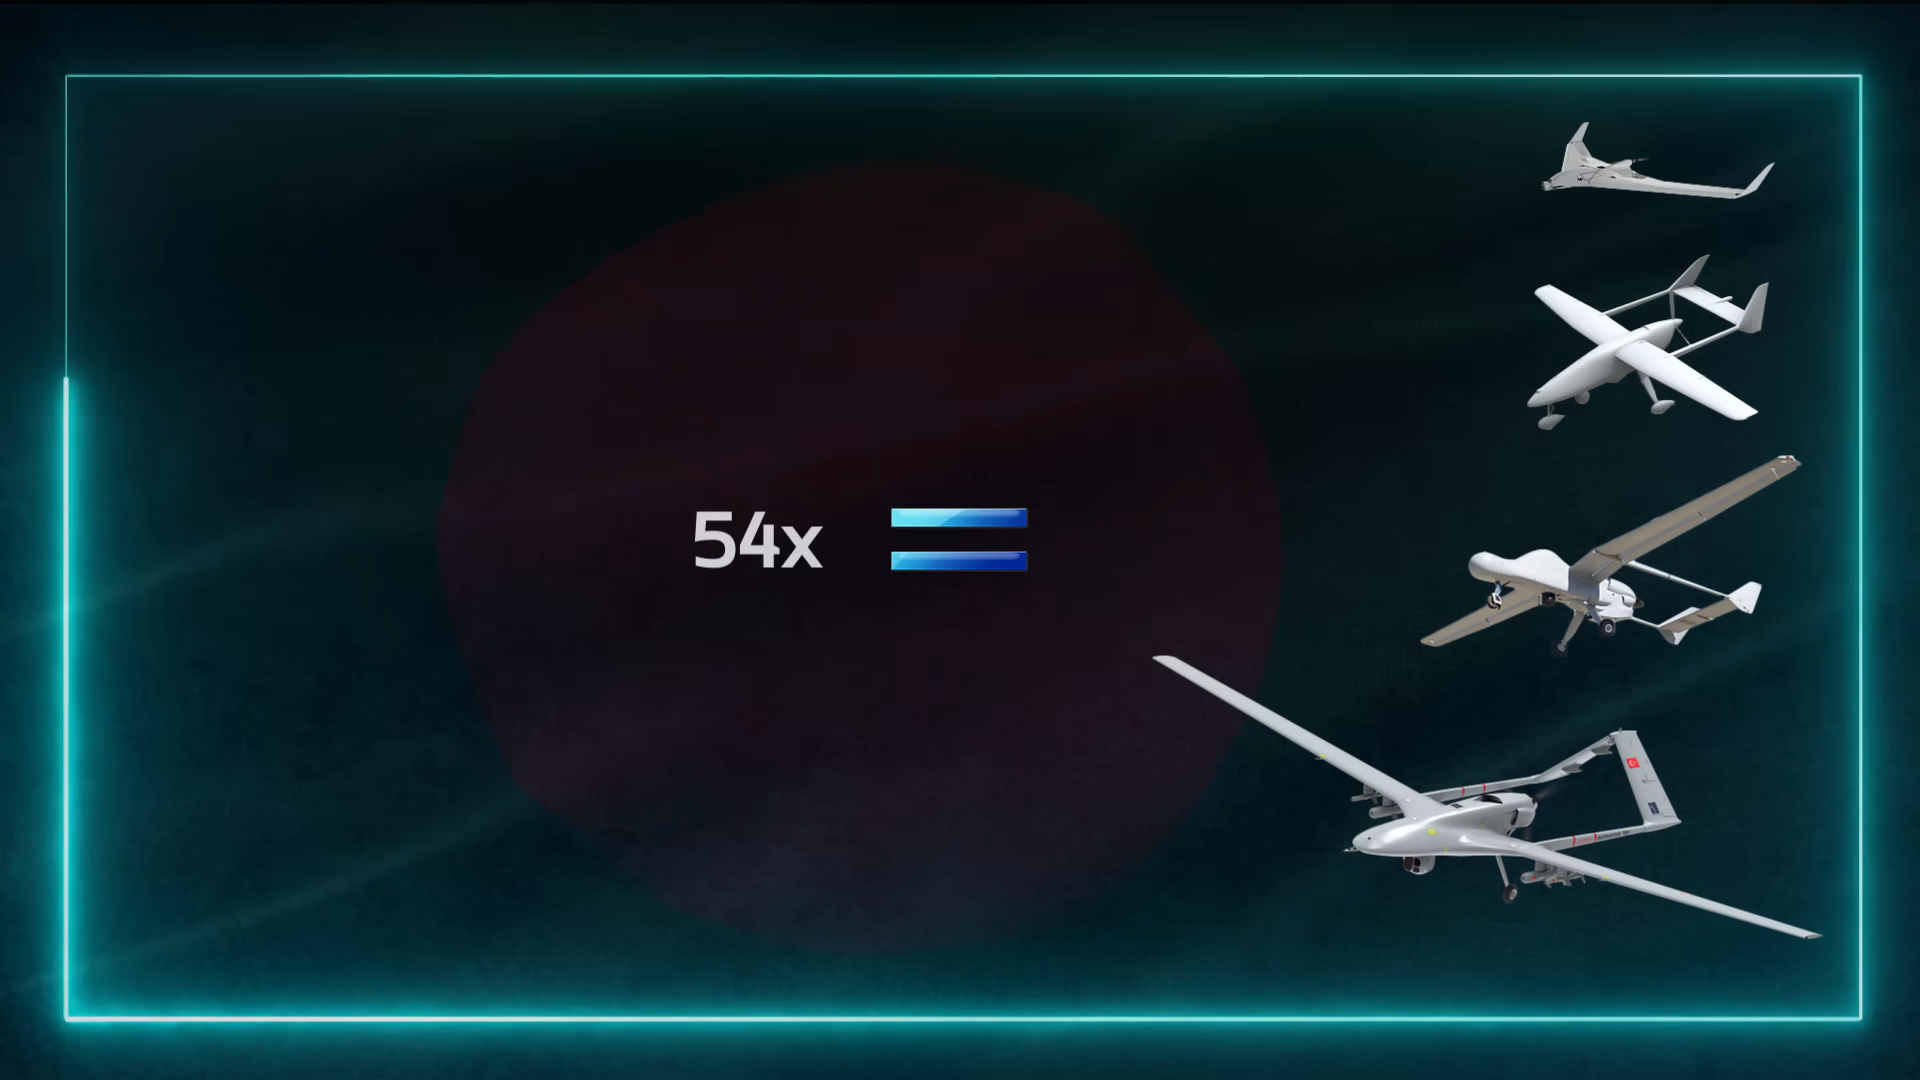 54x =